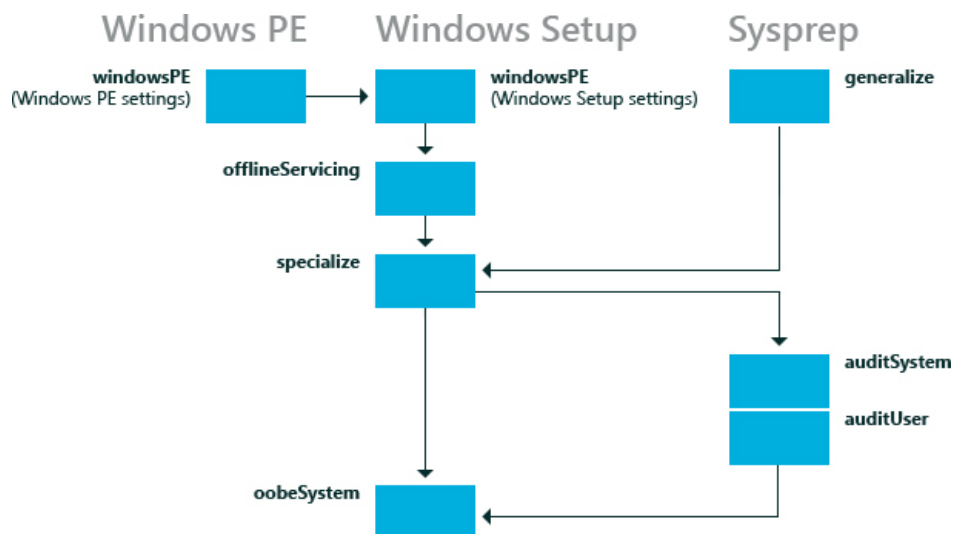 Windows PE
Windows Setup
Sysprep
windowsPE
(Windows PE settings)
windowsPE
(Windows Setup settings)
generalize
offlineServicing
specialize
auditSystem
auditUser
oobeSystem